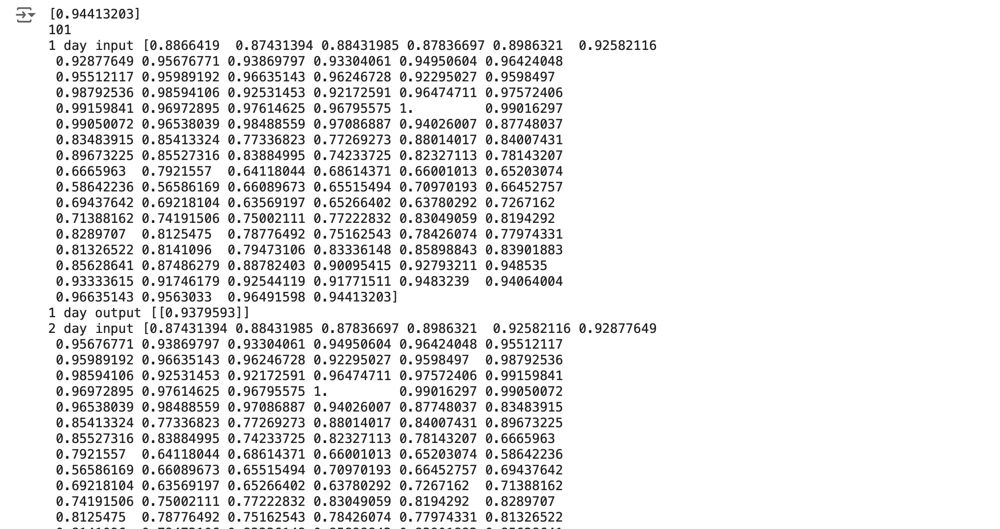 [0.94413203]
101
1 day input [0.8866419  0.87431394 0.88431985 0.87836697 0.8986321  0.92582116
 0.92877649 0.95676771 0.93869797 0.93304061 0.94950604 0.96424048
 0.95512117 0.95989192 0.96635143 0.96246728 0.92295027 0.9598497
 0.98792536 0.98594106 0.92531453 0.92172591 0.96474711 0.97572406
 0.99159841 0.96972895 0.97614625 0.96795575 1.         0.99016297
 0.99050072 0.96538039 0.98488559 0.97086887 0.94026007 0.87748037
 0.83483915 0.85413324 0.77336823 0.77269273 0.88014017 0.84007431
 0.89673225 0.85527316 0.83884995 0.74233725 0.82327113 0.78143207
 0.6665963  0.7921557  0.64118044 0.68614371 0.66001013 0.65203074
 0.58642236 0.56586169 0.66089673 0.65515494 0.70970193 0.66452757
 0.69437642 0.69218104 0.63569197 0.65266402 0.63780292 0.7267162
 0.71388162 0.74191506 0.75002111 0.77222832 0.83049059 0.8194292
 0.8289707  0.8125475  0.78776492 0.75162543 0.78426074 0.77974331
 0.81326522 0.8141096  0.79473106 0.83336148 0.85898843 0.83901883
 0.85628641 0.87486279 0.88782403 0.90095415 0.92793211 0.948535
 0.93333615 0.91746179 0.92544119 0.91771511 0.9483239  0.94064004
 0.96635143 0.9563033  0.96491598 0.94413203]
1 day output [[0.9379593]]
2 day input [0.87431394 0.88431985 0.87836697 0.8986321  0.92582116 0.92877649
 0.95676771 0.93869797 0.93304061 0.94950604 0.96424048 0.95512117
 0.95989192 0.96635143 0.96246728 0.92295027 0.9598497  0.98792536
 0.98594106 0.92531453 0.92172591 0.96474711 0.97572406 0.99159841
 0.96972895 0.97614625 0.96795575 1.         0.99016297 0.99050072
 0.96538039 0.98488559 0.97086887 0.94026007 0.87748037 0.83483915
 0.85413324 0.77336823 0.77269273 0.88014017 0.84007431 0.89673225
 0.85527316 0.83884995 0.74233725 0.82327113 0.78143207 0.6665963
 0.7921557  0.64118044 0.68614371 0.66001013 0.65203074 0.58642236
 0.56586169 0.66089673 0.65515494 0.70970193 0.66452757 0.69437642
 0.69218104 0.63569197 0.65266402 0.63780292 0.7267162  0.71388162
 0.74191506 0.75002111 0.77222832 0.83049059 0.8194292  0.8289707
 0.8125475  0.78776492 0.75162543 0.78426074 0.77974331 0.81326522